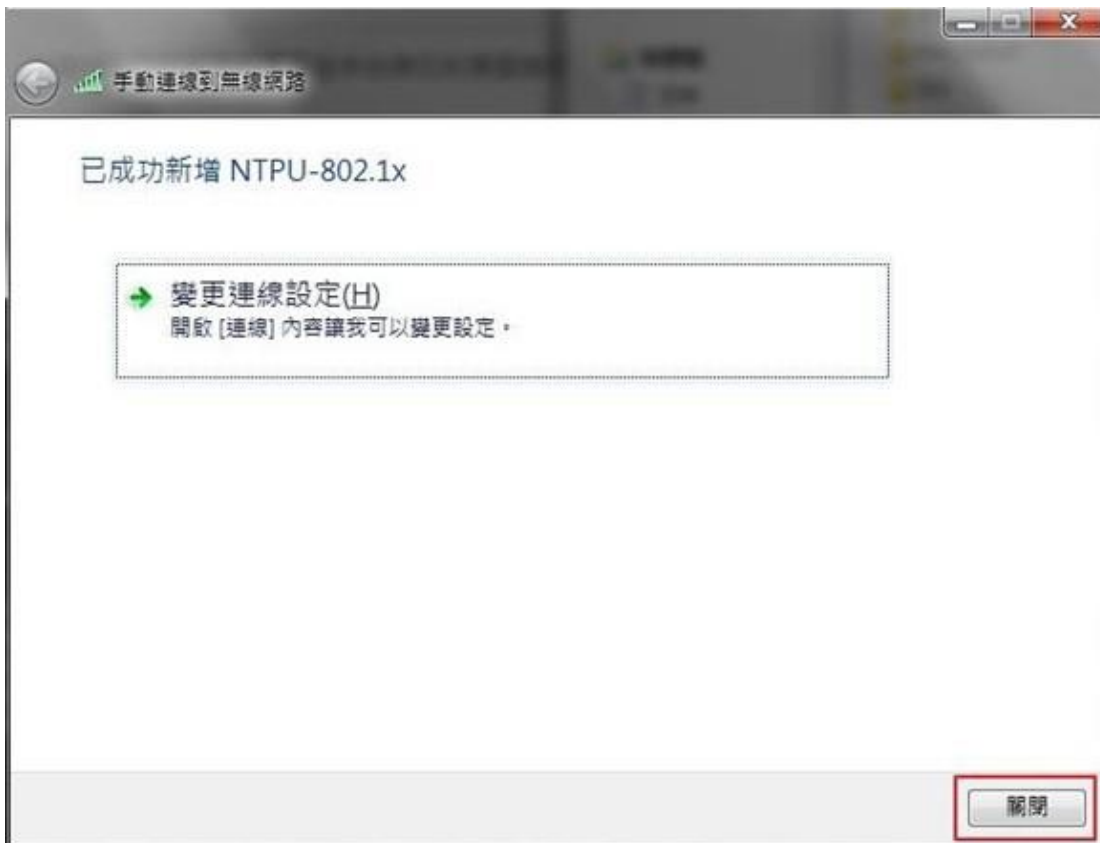 手動連線到無線網路
已成功新增 NTPU-802.1x
變更連線設定(H)
開啟 [連線] 內容讓我可以變更設定。
關閉